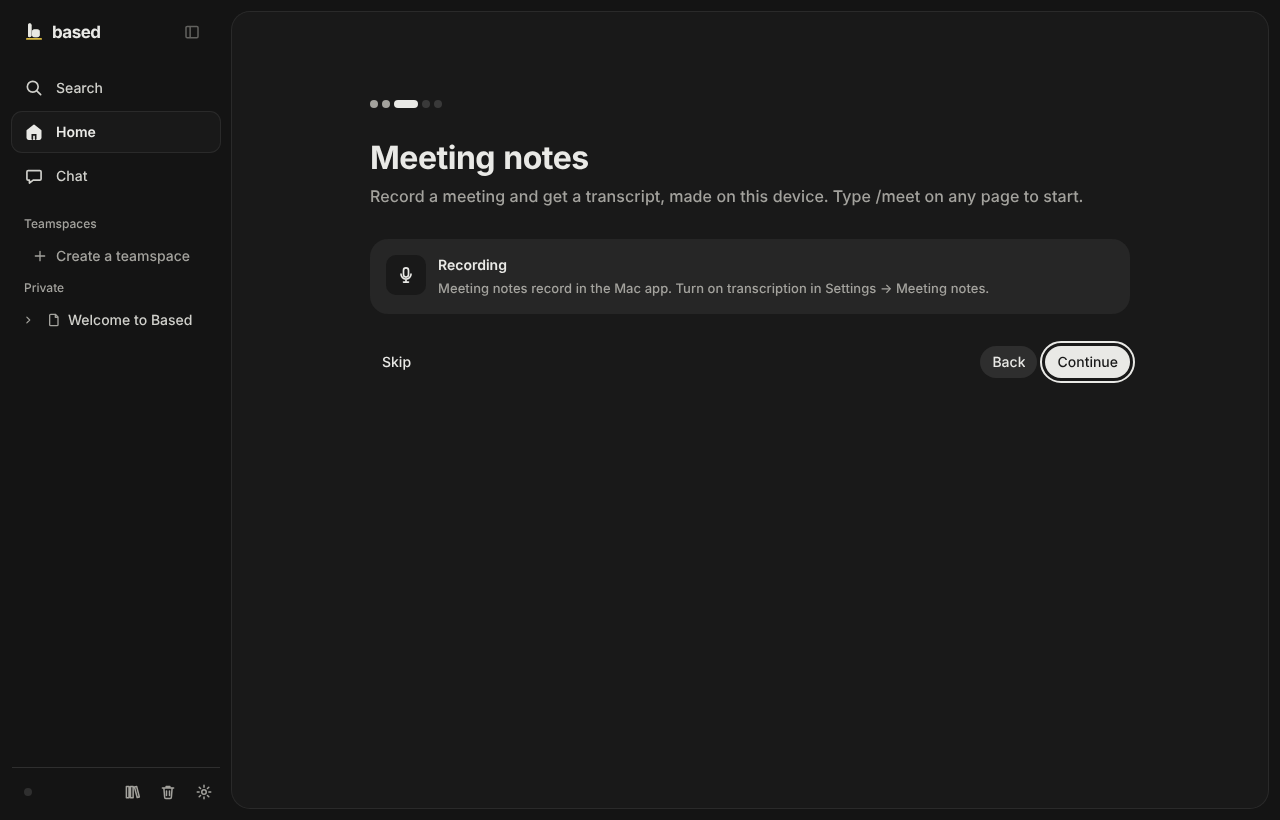 based
Search
Home
Chat
Teamspaces
Create a teamspace
Private
Welcome to Based
Meeting notes
Record a meeting and get a transcript, made on this device. Type /meet on any page to start.
Recording
Meeting notes record in the Mac app. Turn on transcription in Settings → Meeting notes.
Skip
Back
Continue